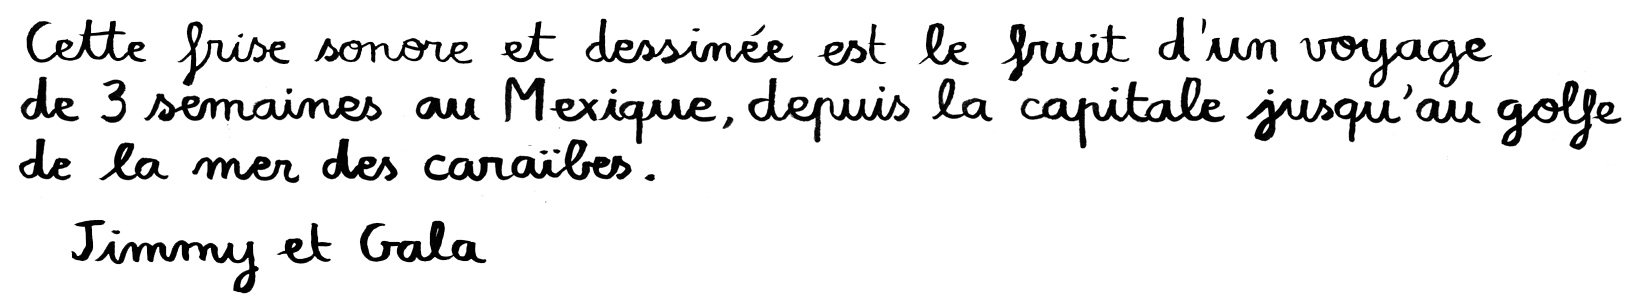 Cette frise sonore et dessinée est le fruit d'un voyage
de 3 semaines au Mexique, depuis la capitale jusqu'au golfe
de la mer des caraïbes.
Jimmy et Gala